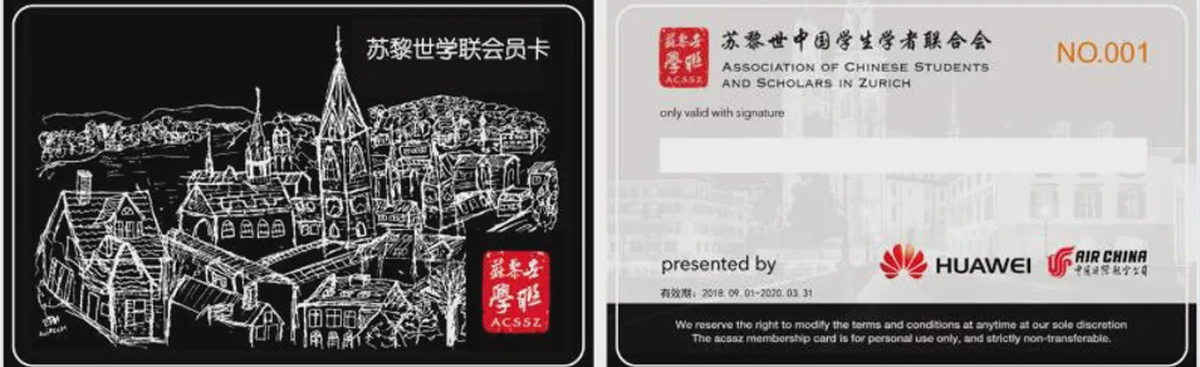 苏黎世学联会员卡
蘇黎世
學聯
ACSSZ
蘇黎世
學聯
ACSSZ
苏黎世中国学生学者联合会
ASSOCIATION OF CHINESE STUDENTS
AND SCHOLARS IN ZURICH
NO.001
only valid with signature
presented by
HUAWEI
AIR CHINA
中国国际航空公司
有效期：2018.09.01-2020.03.31
We reserve the right to modify the terms and conditions at anytime at our sole discretion
The acssz membership card is for personal use only, and strictly non-transferable.